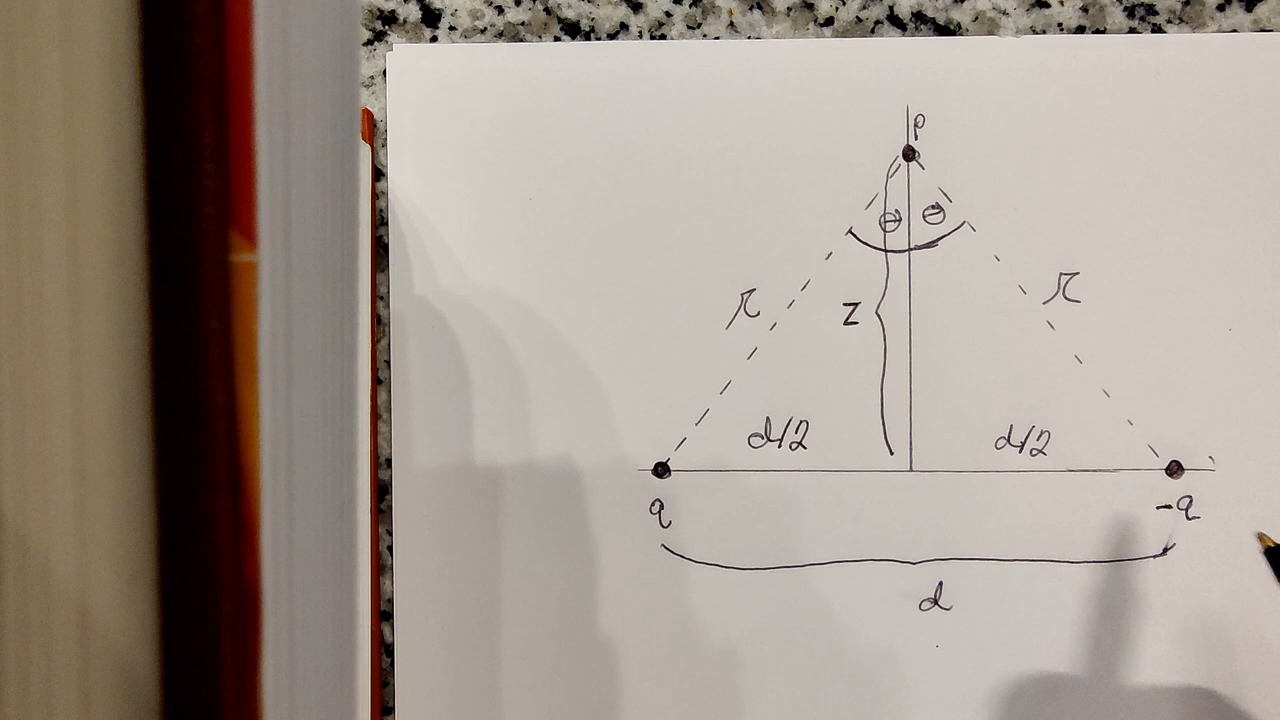 P
Θ Θ
r z r
d/2 d/2
q -q
d